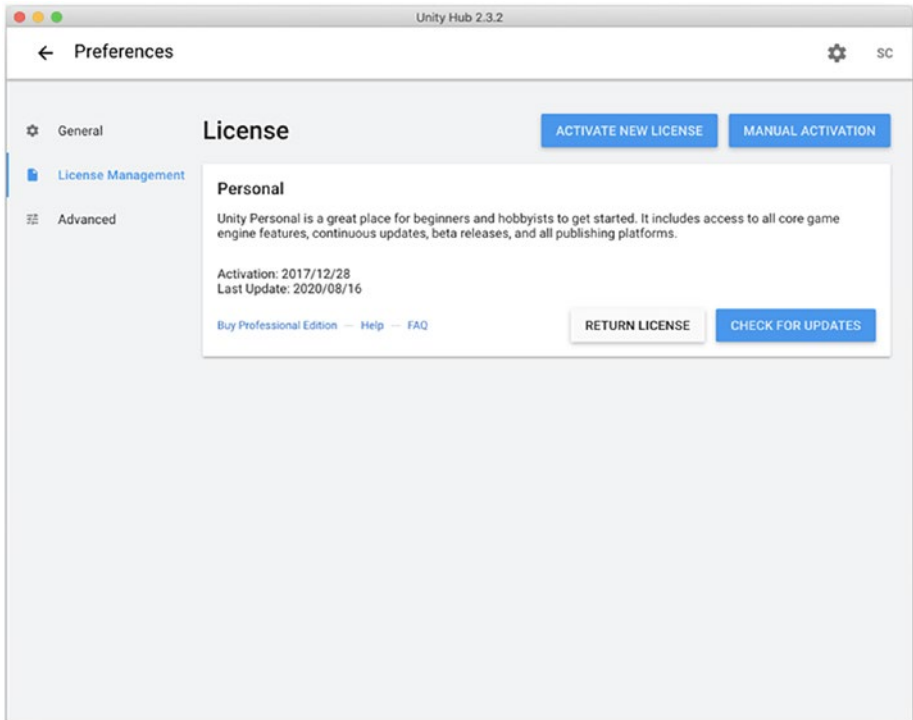 Unity Hub 2.3.2
Preferences
SC
General
License Management
Advanced
License
ACTIVATE NEW LICENSE
MANUAL ACTIVATION
Personal
Unity Personal is a great place for beginners and hobbyists to get started. It includes access to all core game
engine features, continuous updates, beta releases, and all publishing platforms.
Activation: 2017/12/28
Last Update: 2020/08/16
Buy Professional Edition — Help — FAQ
RETURN LICENSE
CHECK FOR UPDATES